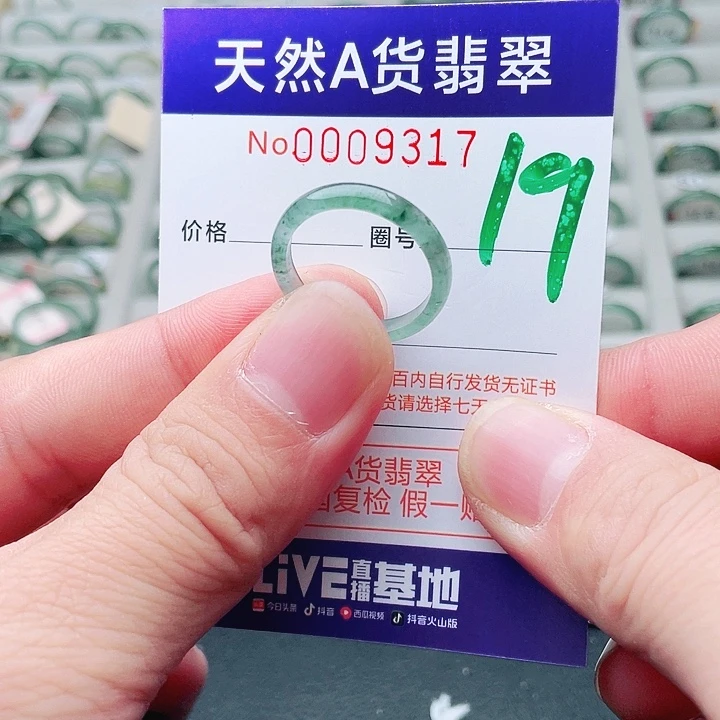 天然A货翡翠
No.0009317
19
价格 圈号
百内自行发货无证书
货请选择七天
A货翡翠
复检 假一
LiVE直播基地
今日头条 抖音 西瓜视频 抖音火山版